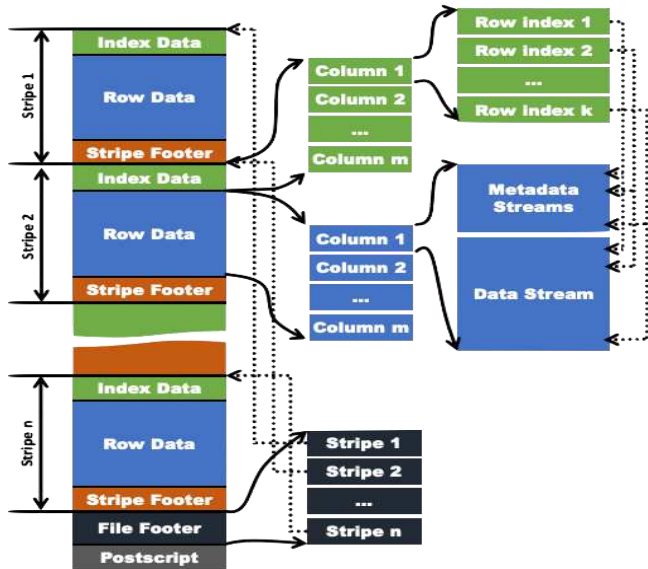 Stripe 1
Index Data
Row Data
Stripe Footer
Stripe 2
Index Data
Row Data
Stripe Footer
Stripe n
Index Data
Row Data
Stripe Footer
File Footer
Postscript
Column 1
Column 2
...
Column m
Column 1
Column 2
...
Column m
Stripe 1
Stripe 2
...
Stripe n
Row index 1
Row index 2
...
Row index k
Metadata
Streams
Data Stream